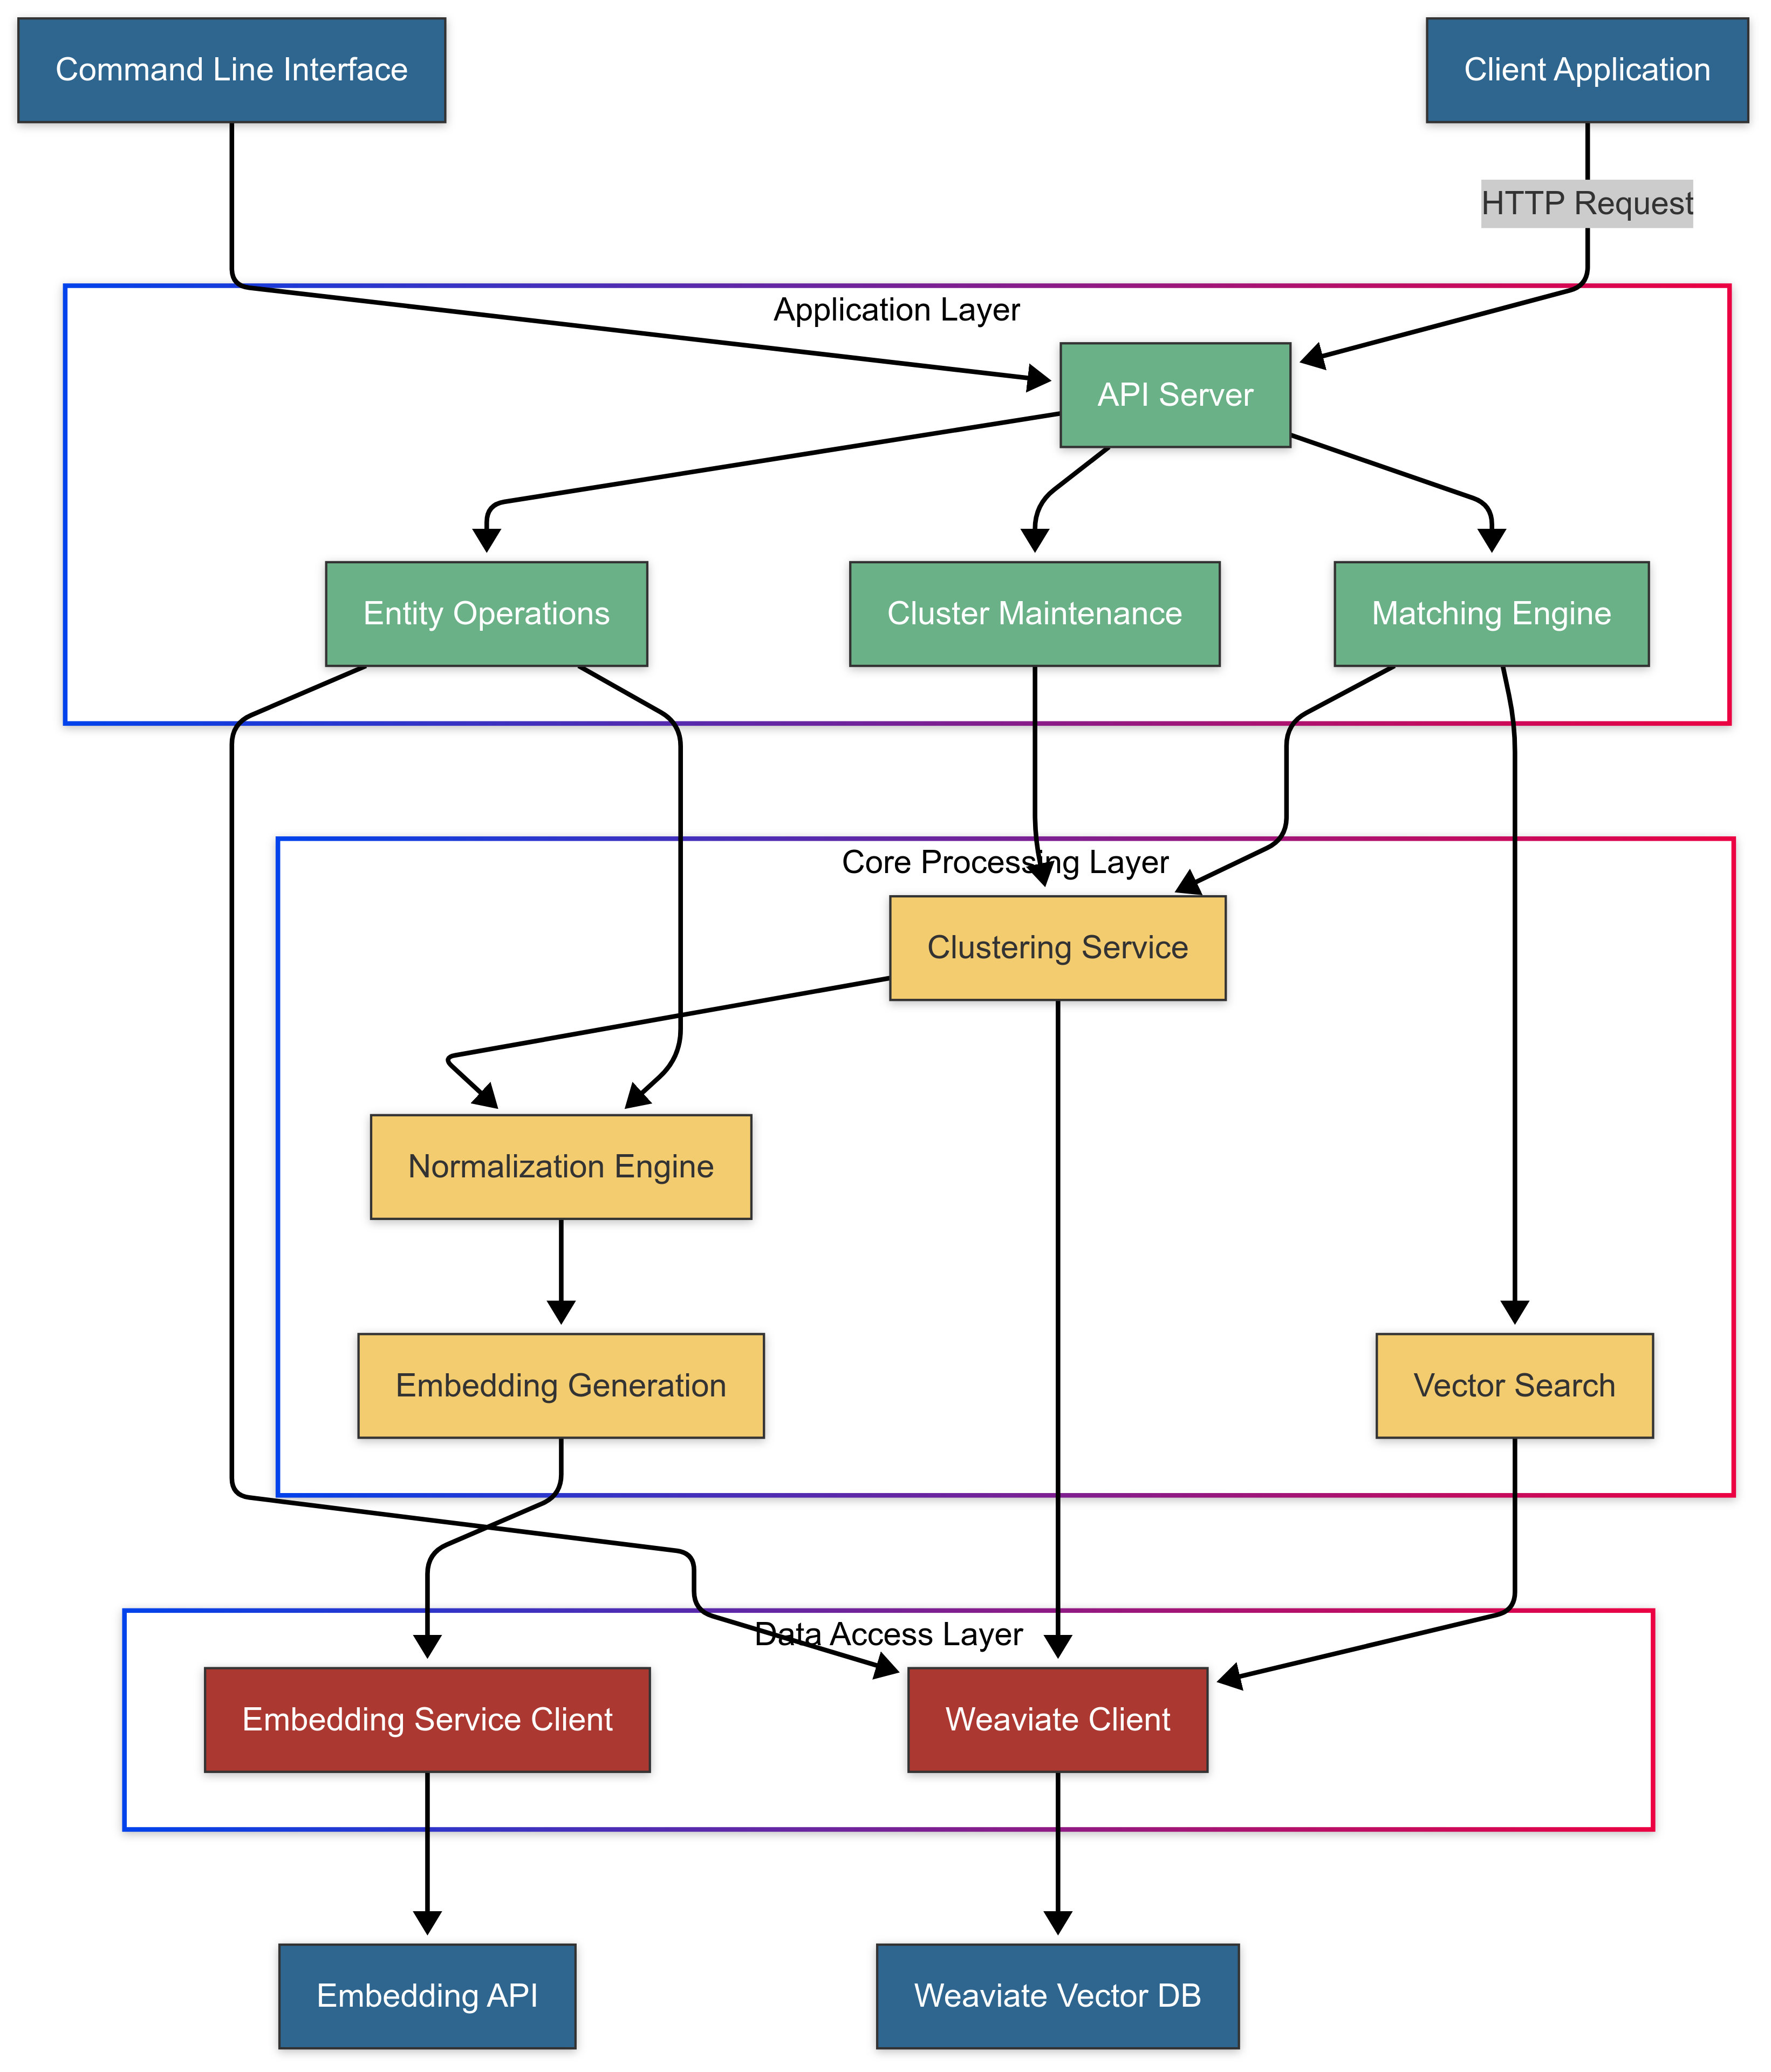 Command Line Interface
Client Application
HTTP Request
Application Layer
API Server
Entity Operations
Cluster Maintenance
Matching Engine
Core Processing Layer
Clustering Service
Normalization Engine
Embedding Generation
Vector Search
Data Access Layer
Embedding Service Client
Weaviate Client
Embedding API
Weaviate Vector DB